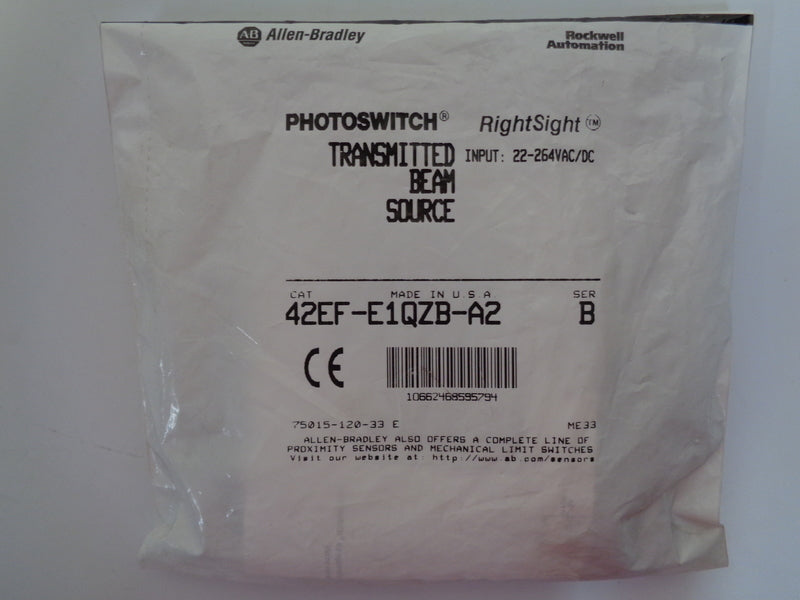 AB Allen-Bradley
Rockwell
Automation
PHOTOSWITCH® RightSight™
TRANSMITTED INPUT: 22-264VAC/DC
BEAM
SOURCE
CAT MADE IN U.S.A SER
42EF-E1QZB-A2 B
CE
10662468595794
75015-120-33 E ME33
ALLEN-BRADLEY ALSO OFFERS A COMPLETE LINE OF
PROXIMITY SENSORS AND MECHANICAL LIMIT SWITCHES
Visit our website at: http://www.ab.com/sensors